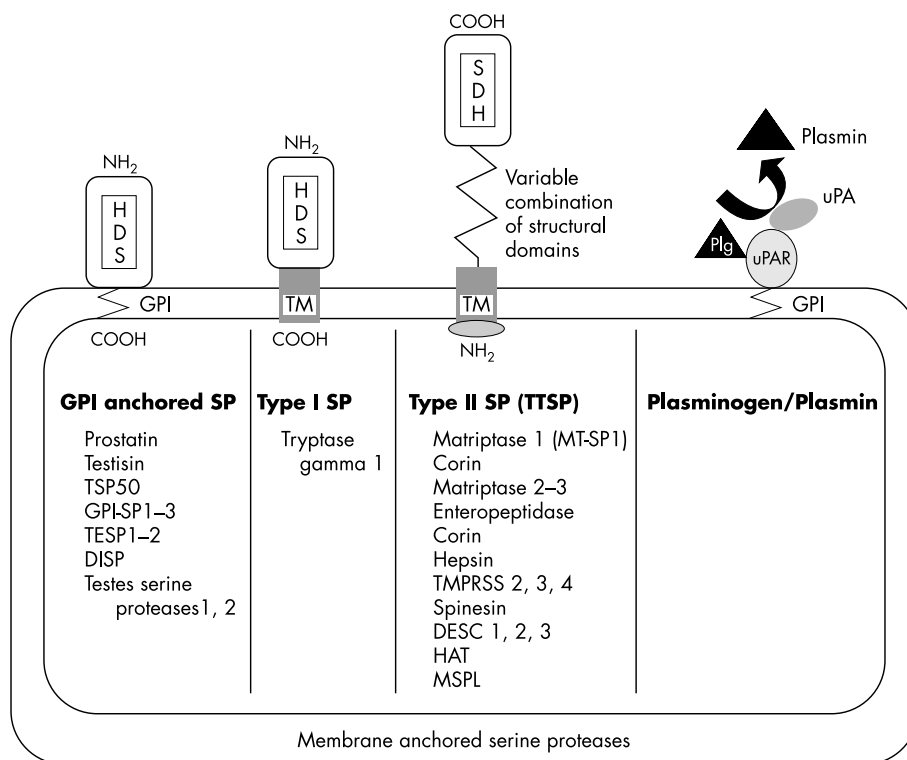 COOH
S
D
H
NH2
H
D
S
NH2
H
D
S
Variable
combination
of structural
domains
Plasmin
uPA
Plg
uPAR
GPI
TM
TM
GPI
COOH
COOH
NH2
GPI anchored SP
Prostatin
Testisin
TSP50
GPI-SP1–3
TESP1–2
DISP
Testes serine
proteases1, 2
Type I SP
Tryptase
gamma 1
Type II SP (TTSP)
Matriptase 1 (MT-SP1)
Corin
Matriptase 2–3
Enteropeptidase
Corin
Hepsin
TMPRSS 2, 3, 4
Spinesin
DESC 1, 2, 3
HAT
MSPL
Plasminogen/Plasmin
Membrane anchored serine proteases